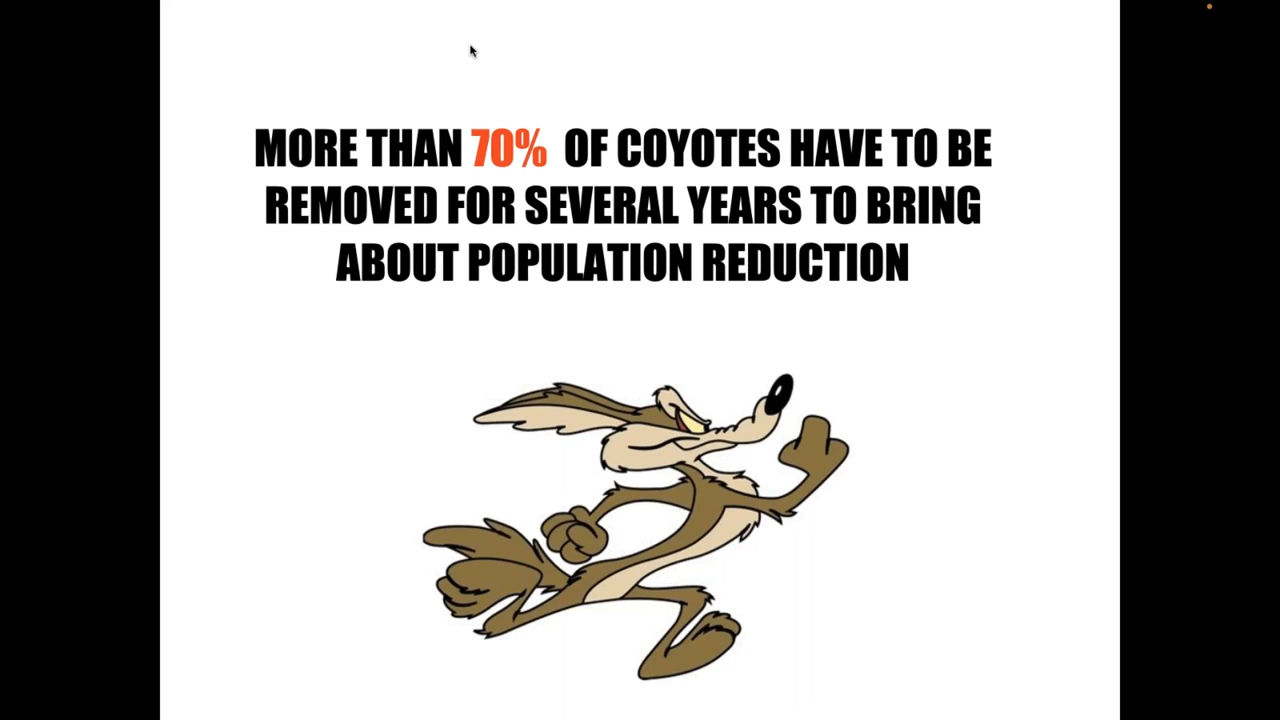 MORE THAN 70% OF COYOTES HAVE TO BE
REMOVED FOR SEVERAL YEARS TO BRING
ABOUT POPULATION REDUCTION